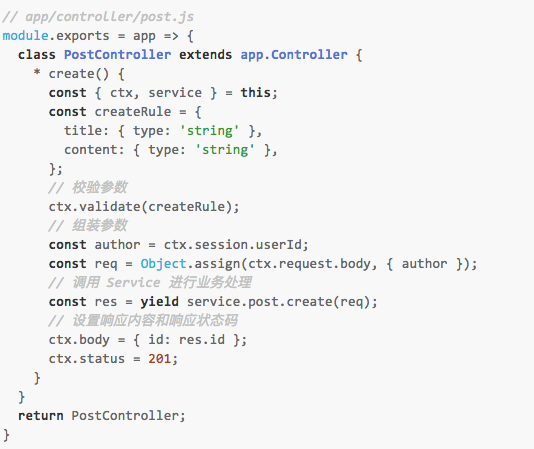 // app/controller/post.js
module.exports = app => {
  class PostController extends app.Controller {
    * create() {
      const { ctx, service } = this;
      const createRule = {
        title: { type: 'string' },
        content: { type: 'string' },
      };
      // 校验参数
      ctx.validate(createRule);
      // 组装参数
      const author = ctx.session.userId;
      const req = Object.assign(ctx.request.body, { author });
      // 调用 Service 进行业务处理
      const res = yield service.post.create(req);
      // 设置响应内容和响应状态码
      ctx.body = { id: res.id };
      ctx.status = 201;
    }
  }
  return PostController;
}